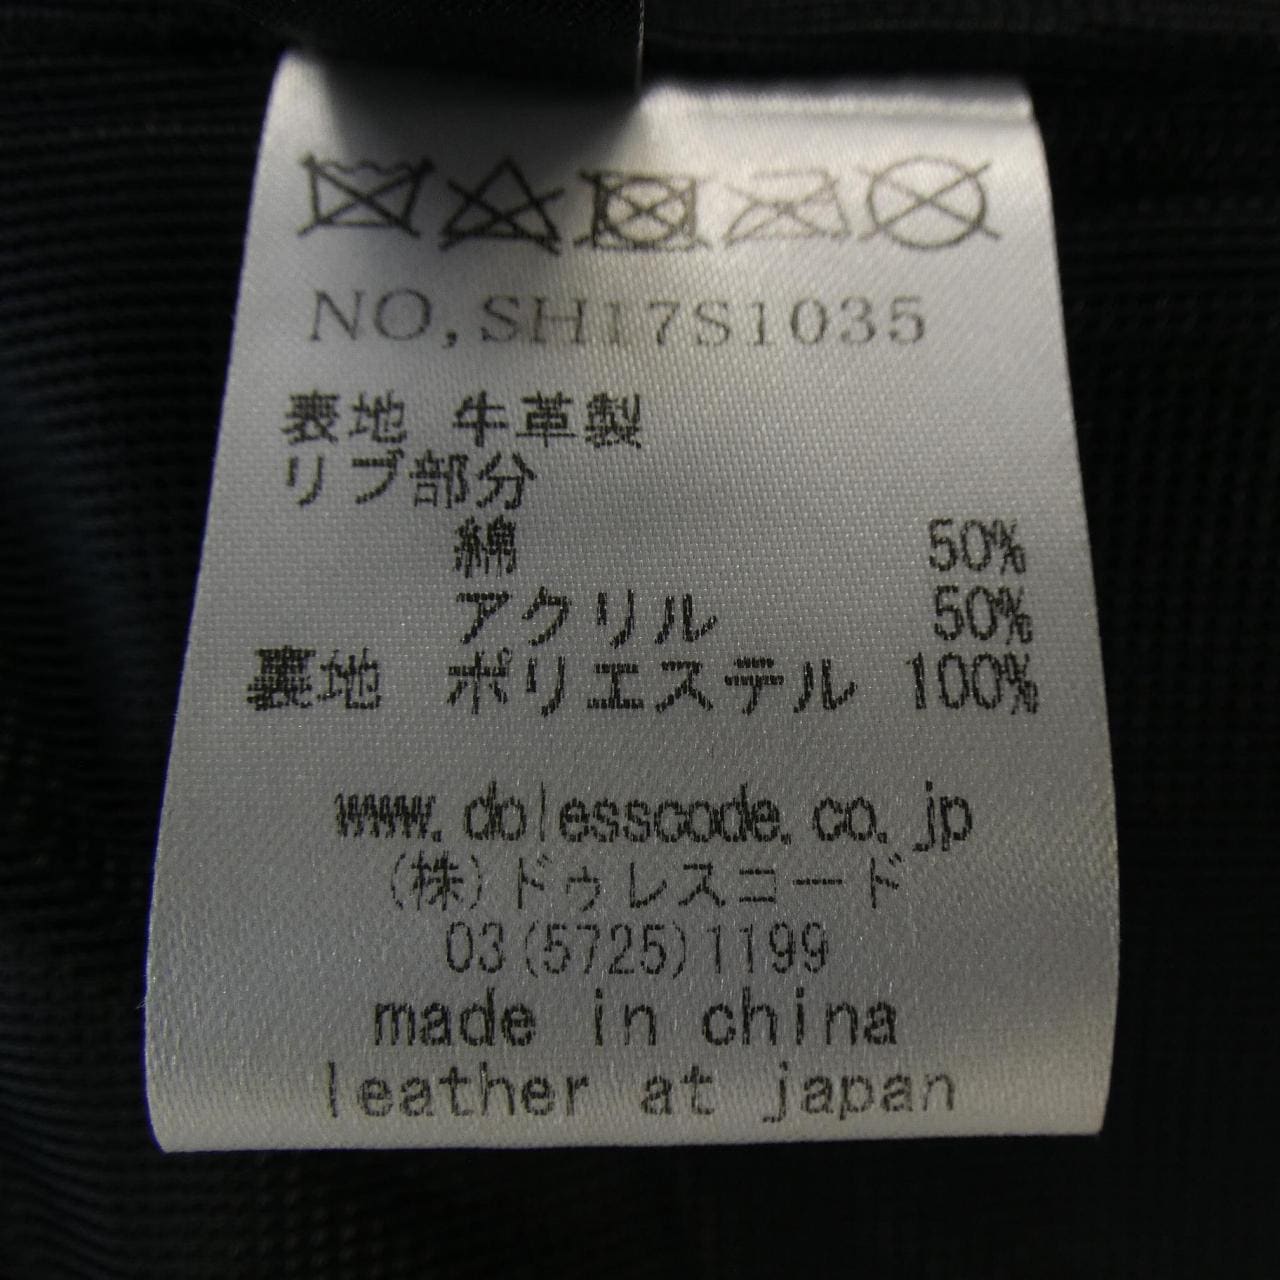 NO,SH17S1035
表地 牛革製
リブ部分
綿 50%
アクリル 50%
裏地 ポリエステル 100%
www.dolesscode.co.jp
(株)ドゥレスコード
03(5725)1199
made in china
leather at japan